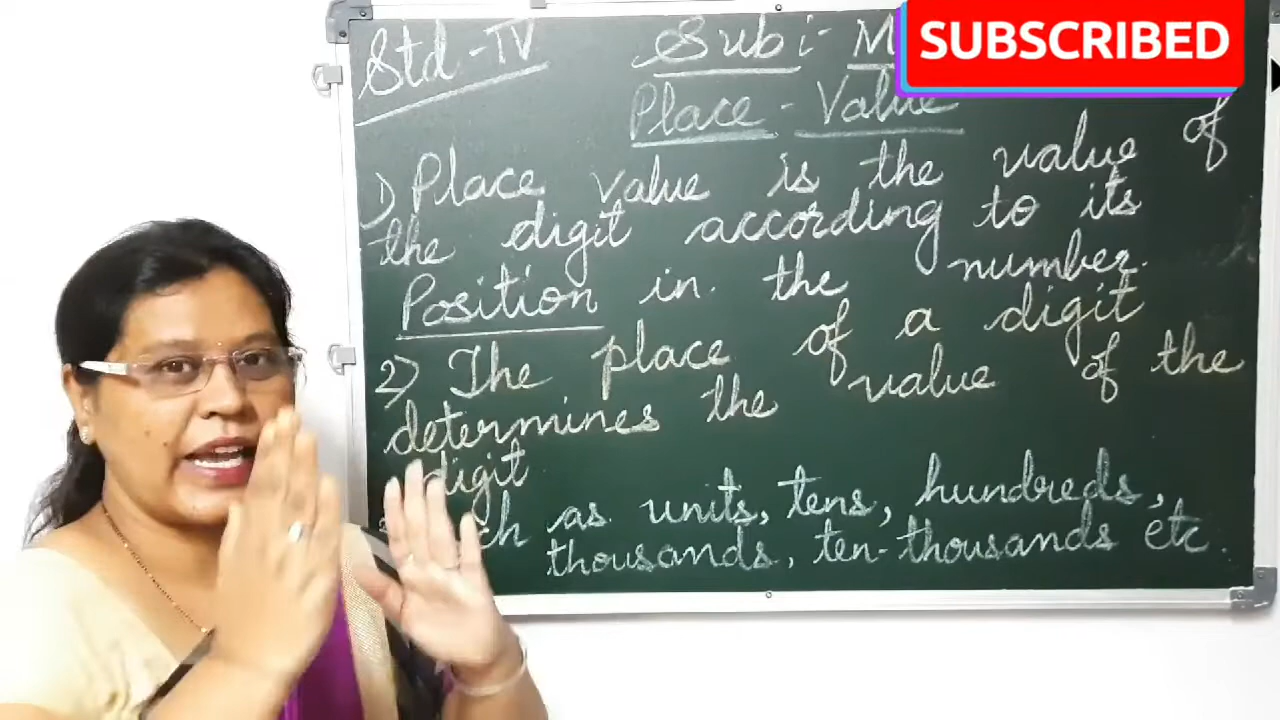 Std-IV Sub:- M
SUBSCRIBED
Place-Value
1) Place value is the value of
the digit according to its
Position in the number.
2) The place of a digit
determines the value of the
digit
as units, tens, hundreds,
thousands, ten-thousands etc.